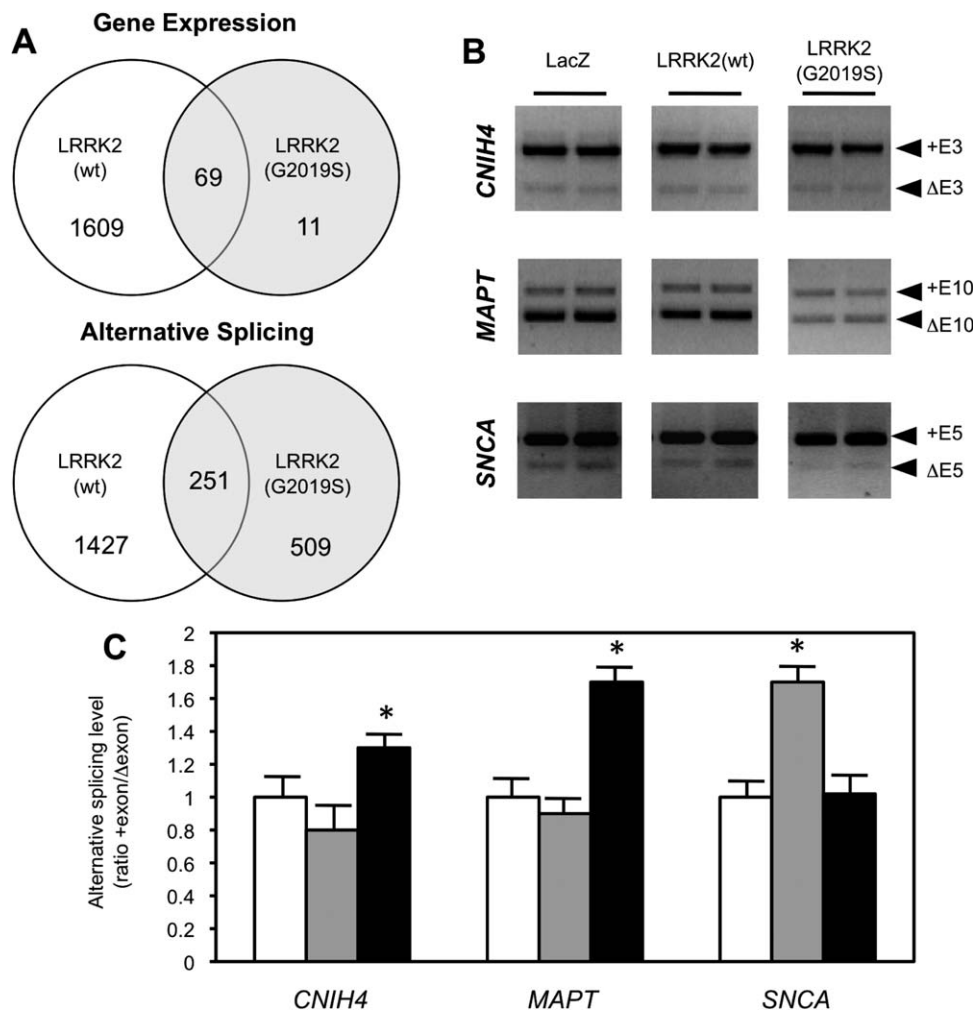 A
Gene Expression
LRRK2
(wt)
1609
69
LRRK2
(G2019S)
11
Alternative Splicing
LRRK2
(wt)
1427
251
LRRK2
(G2019S)
509
B
LacZ
LRRK2(wt)
LRRK2
(G2019S)
CNIH4
+E3
ΔE3
MAPT
+E10
ΔE10
SNCA
+E5
ΔE5
C
Alternative splicing level
(ratio +exon/Δexon)
2
1.8
1.6
1.4
1.2
1
0.8
0.6
0.4
0.2
0
*
*
*
CNIH4
MAPT
SNCA